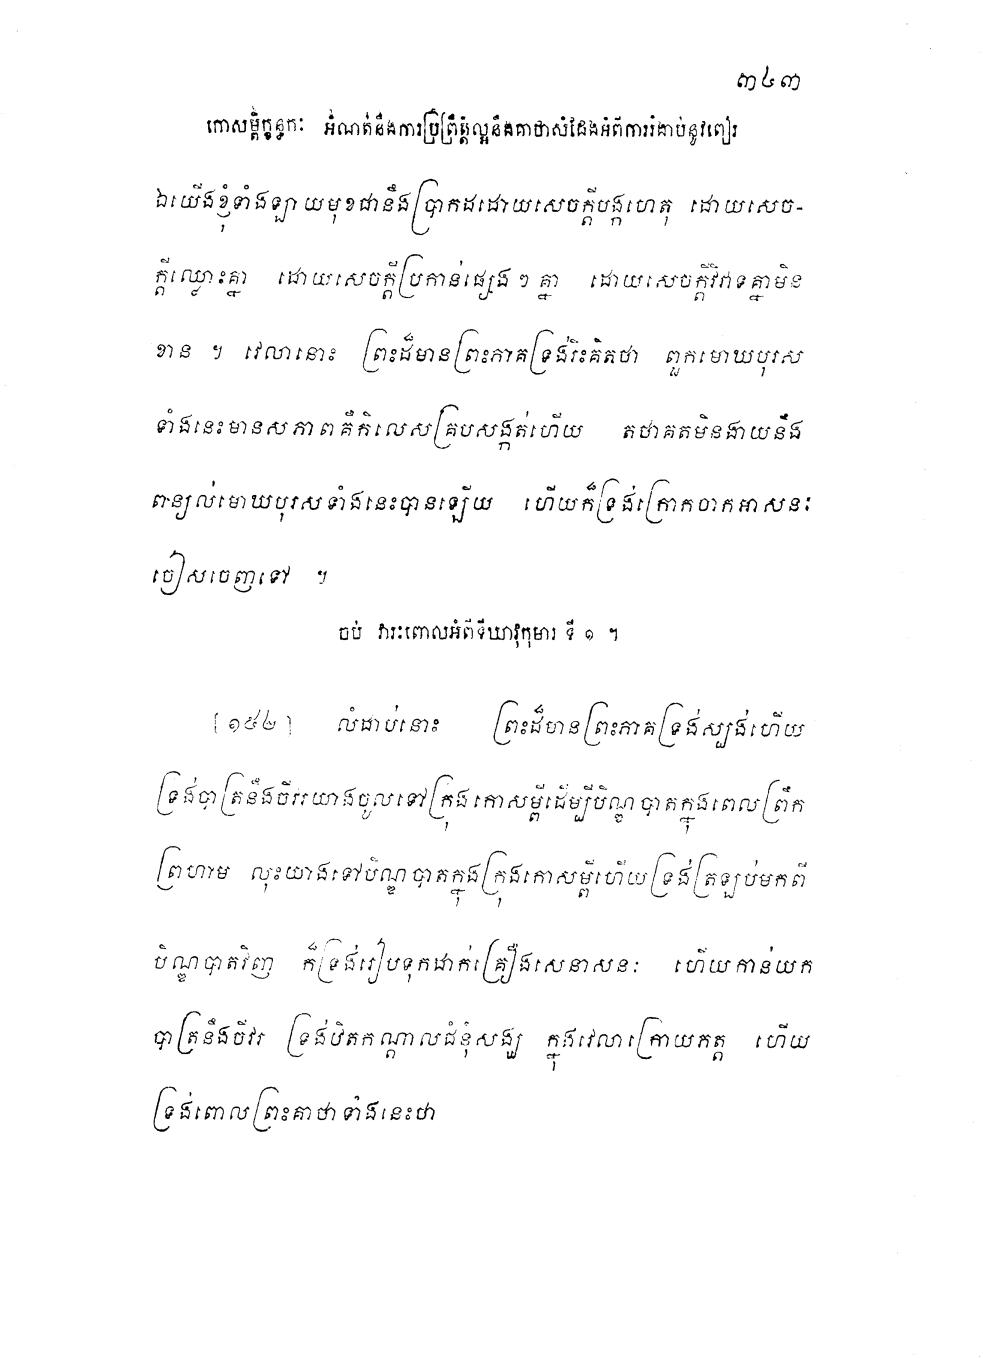 ៣៤៣
កោសម្ពិក្ខន្ធកៈ អំណត់នឹងការប្រព្រឹត្តិល្អនឹងគាថាសំដែងអំពីការរំងាប់នូវពៀរ
ឯយើងខ្ញុំទាំងឡាយមុខជានឹងប្រាកដដោយសេចក្តីបង្កហេតុ ដោយសេច-
ក្តីឈ្លោះគ្នា ដោយសេចក្តីប្រកាន់ផ្សេងៗគ្នា ដោយសេចក្តីវិវាទគ្នាមិន
ខាន ។ វេលានោះ ព្រះដ៏មានព្រះភាគទ្រង់រិះគិតថា ពួកមោឃបុរស
ទាំងនេះមានសភាពគឺកិលេសគ្របសង្កត់ហើយ តថាគតមិនងាយនឹង
ពន្យល់មោឃបុរសទាំងនេះបានឡើយ ហើយក៏ទ្រង់ក្រោកចាកអាសនៈ
ចៀសចេញទៅ ។
ចប់ វារៈពោលអំពីទីឃាវុកុមារ ទី ១ ។
[១៥៤] លំដាប់នោះ ព្រះដ៏មានព្រះភាគទ្រង់ស្បង់ហើយ
ទ្រង់បាត្រនឹងចីវរយាងចូលទៅក្រុងកោសម្ពីដើម្បីបិណ្ឌបាតក្នុងពេលព្រឹក
ព្រហាម លុះយាងទៅបិណ្ឌបាតក្នុងក្រុងកោសម្ពីហើយទ្រង់ត្រឡប់មកពី
បិណ្ឌបាតវិញ ក៏ទ្រង់រៀបទុកដាក់គ្រឿងសេនាសនៈ ហើយកាន់យក
បាត្រនឹងចីវរ ទ្រង់ឋិតកណ្តាលជំនុំសង្ឃ ក្នុងវេលាក្រោយភត្ត ហើយ
ទ្រង់ពោលព្រះគាថាទាំងនេះថា